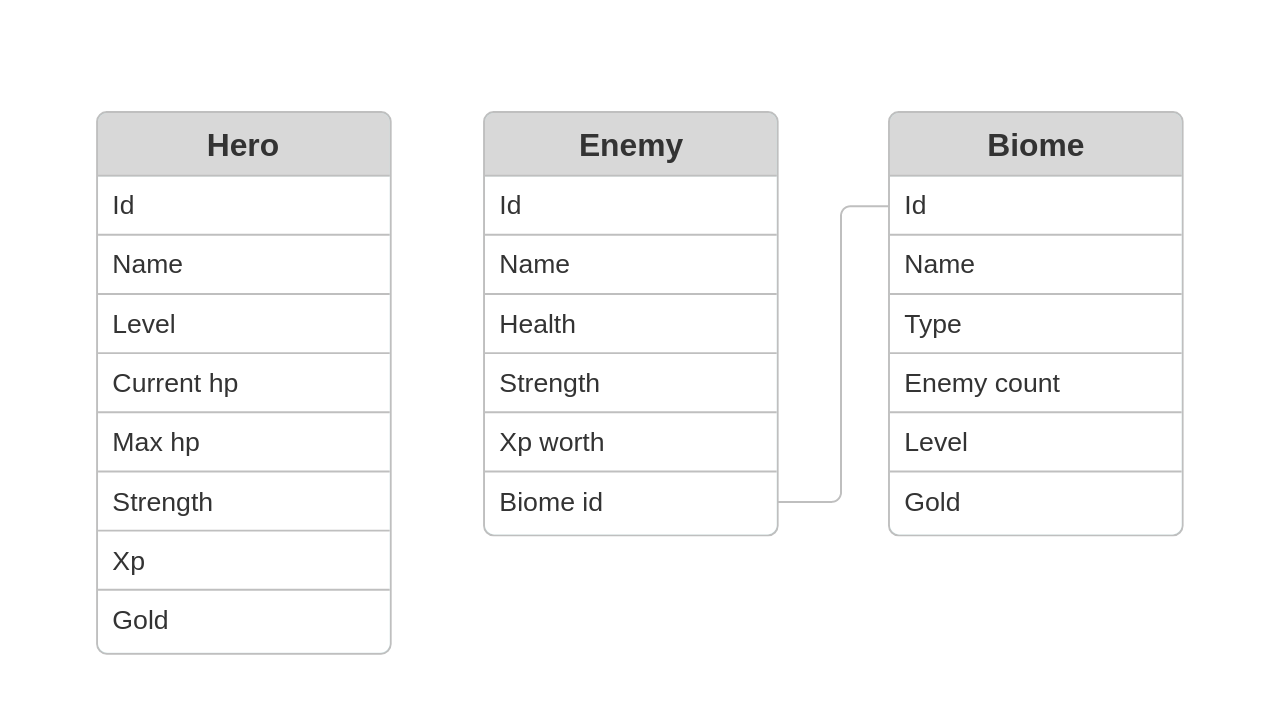 Hero
Id
Name
Level
Current hp
Max hp
Strength
Xp
Gold
Enemy
Id
Name
Health
Strength
Xp worth
Biome id
Biome
Id
Name
Type
Enemy count
Level
Gold